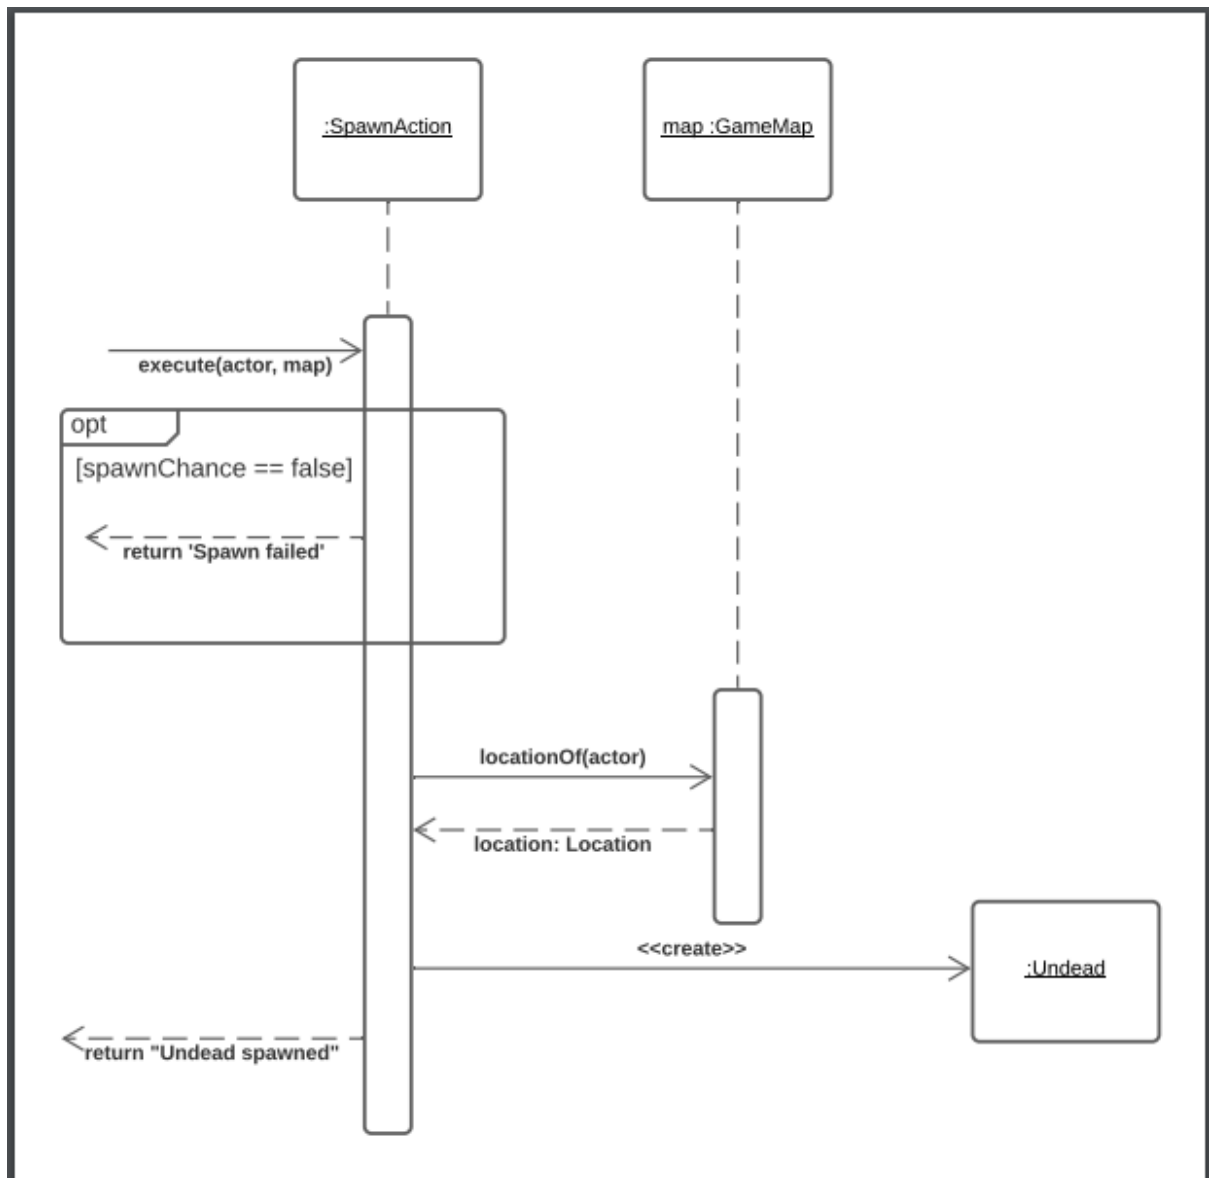 :SpawnAction
map :GameMap
execute(actor, map)
opt
[spawnChance == false]
return 'Spawn failed'
locationOf(actor)
location: Location
<<create>>
:Undead
return "Undead spawned"